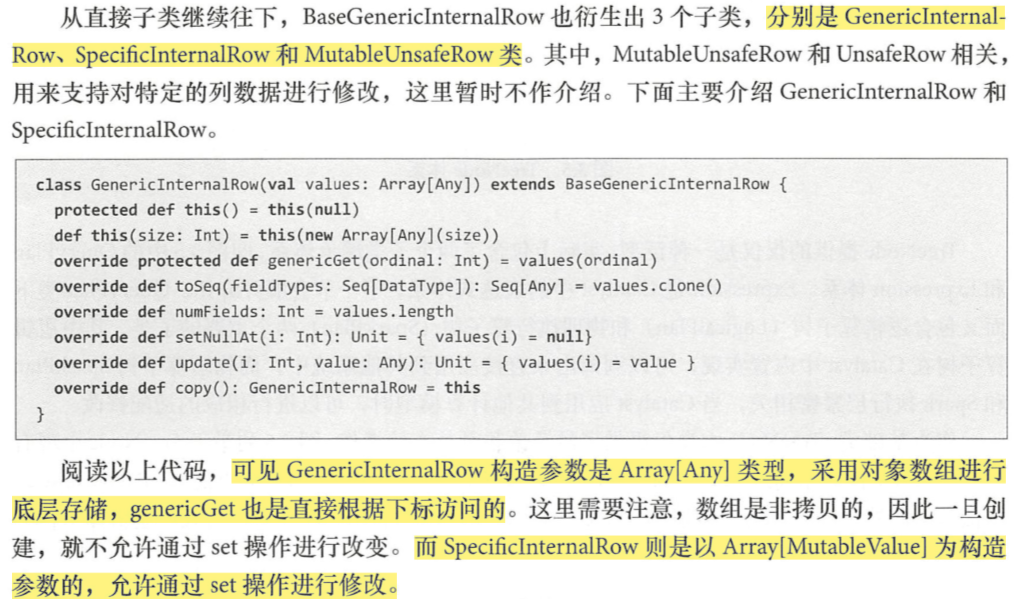 从直接子类继续往下，BaseGenericInternalRow 也衍生出 3 个子类，分别是 GenericInternal-
Row、SpecificInternalRow 和 MutableUnsafeRow 类。其中，MutableUnsafeRow 和 UnsafeRow 相关，
用来支持对特定的列数据进行修改，这里暂时不作介绍。下面主要介绍 GenericInternalRow 和
SpecificInternalRow。
class GenericInternalRow(val values: Array[Any]) extends BaseGenericInternalRow {
  protected def this() = this(null)
  def this(size: Int) = this(new Array[Any](size))
  override protected def genericGet(ordinal: Int) = values(ordinal)
  override def toSeq(fieldTypes: Seq[DataType]): Seq[Any] = values.clone()
  override def numFields: Int = values.length
  override def setNullAt(i: Int): Unit = { values(i) = null}
  override def update(i: Int, value: Any): Unit = { values(i) = value }
  override def copy(): GenericInternalRow = this
}
阅读以上代码，可见 GenericInternalRow 构造参数是 Array[Any] 类型，采用对象数组进行
底层存储，genericGet 也是直接根据下标访问的。这里需要注意，数组是非拷贝的，因此一旦创
建，就不允许通过 set 操作进行改变。而 SpecificInternalRow 则是以 Array[MutableValue] 为构造
参数的，允许通过 set 操作进行修改。